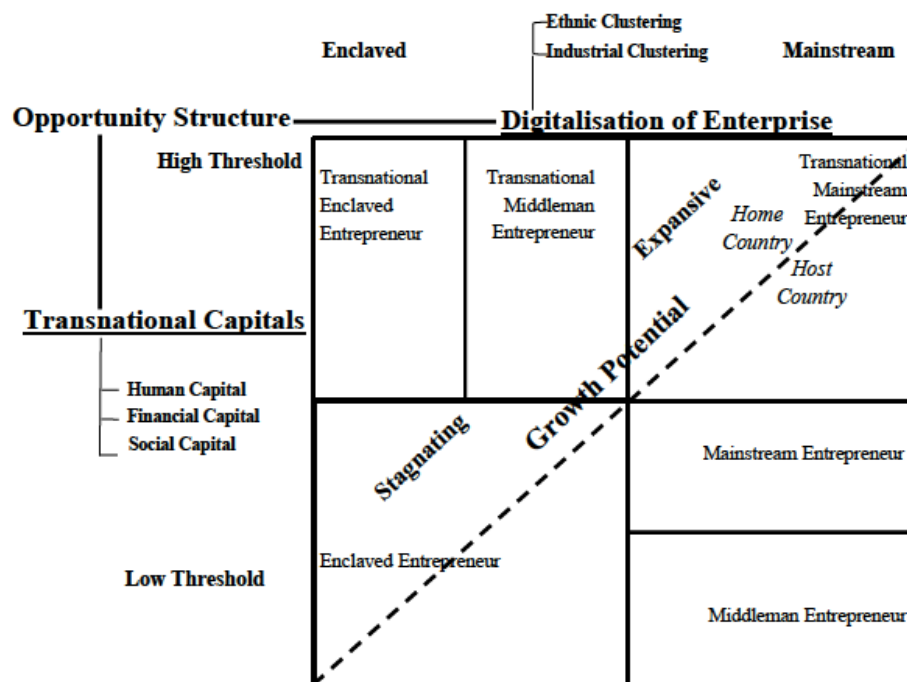 Ethnic Clustering
Enclaved
Industrial Clustering
Mainstream
Opportunity Structure
Digitalisation of Enterprise
High Threshold
Transnational
Enclaved
Entrepreneur
Transnational
Middleman
Entrepreneur
Expansive
Transnational
Mainstream
Entrepreneur
Home
Country
Host
Country
Transnational Capitals
Human Capital
Financial Capital
Social Capital
Growth Potential
Stagnating
Mainstream Entrepreneur
Enclaved Entrepreneur
Low Threshold
Middleman Entrepreneur